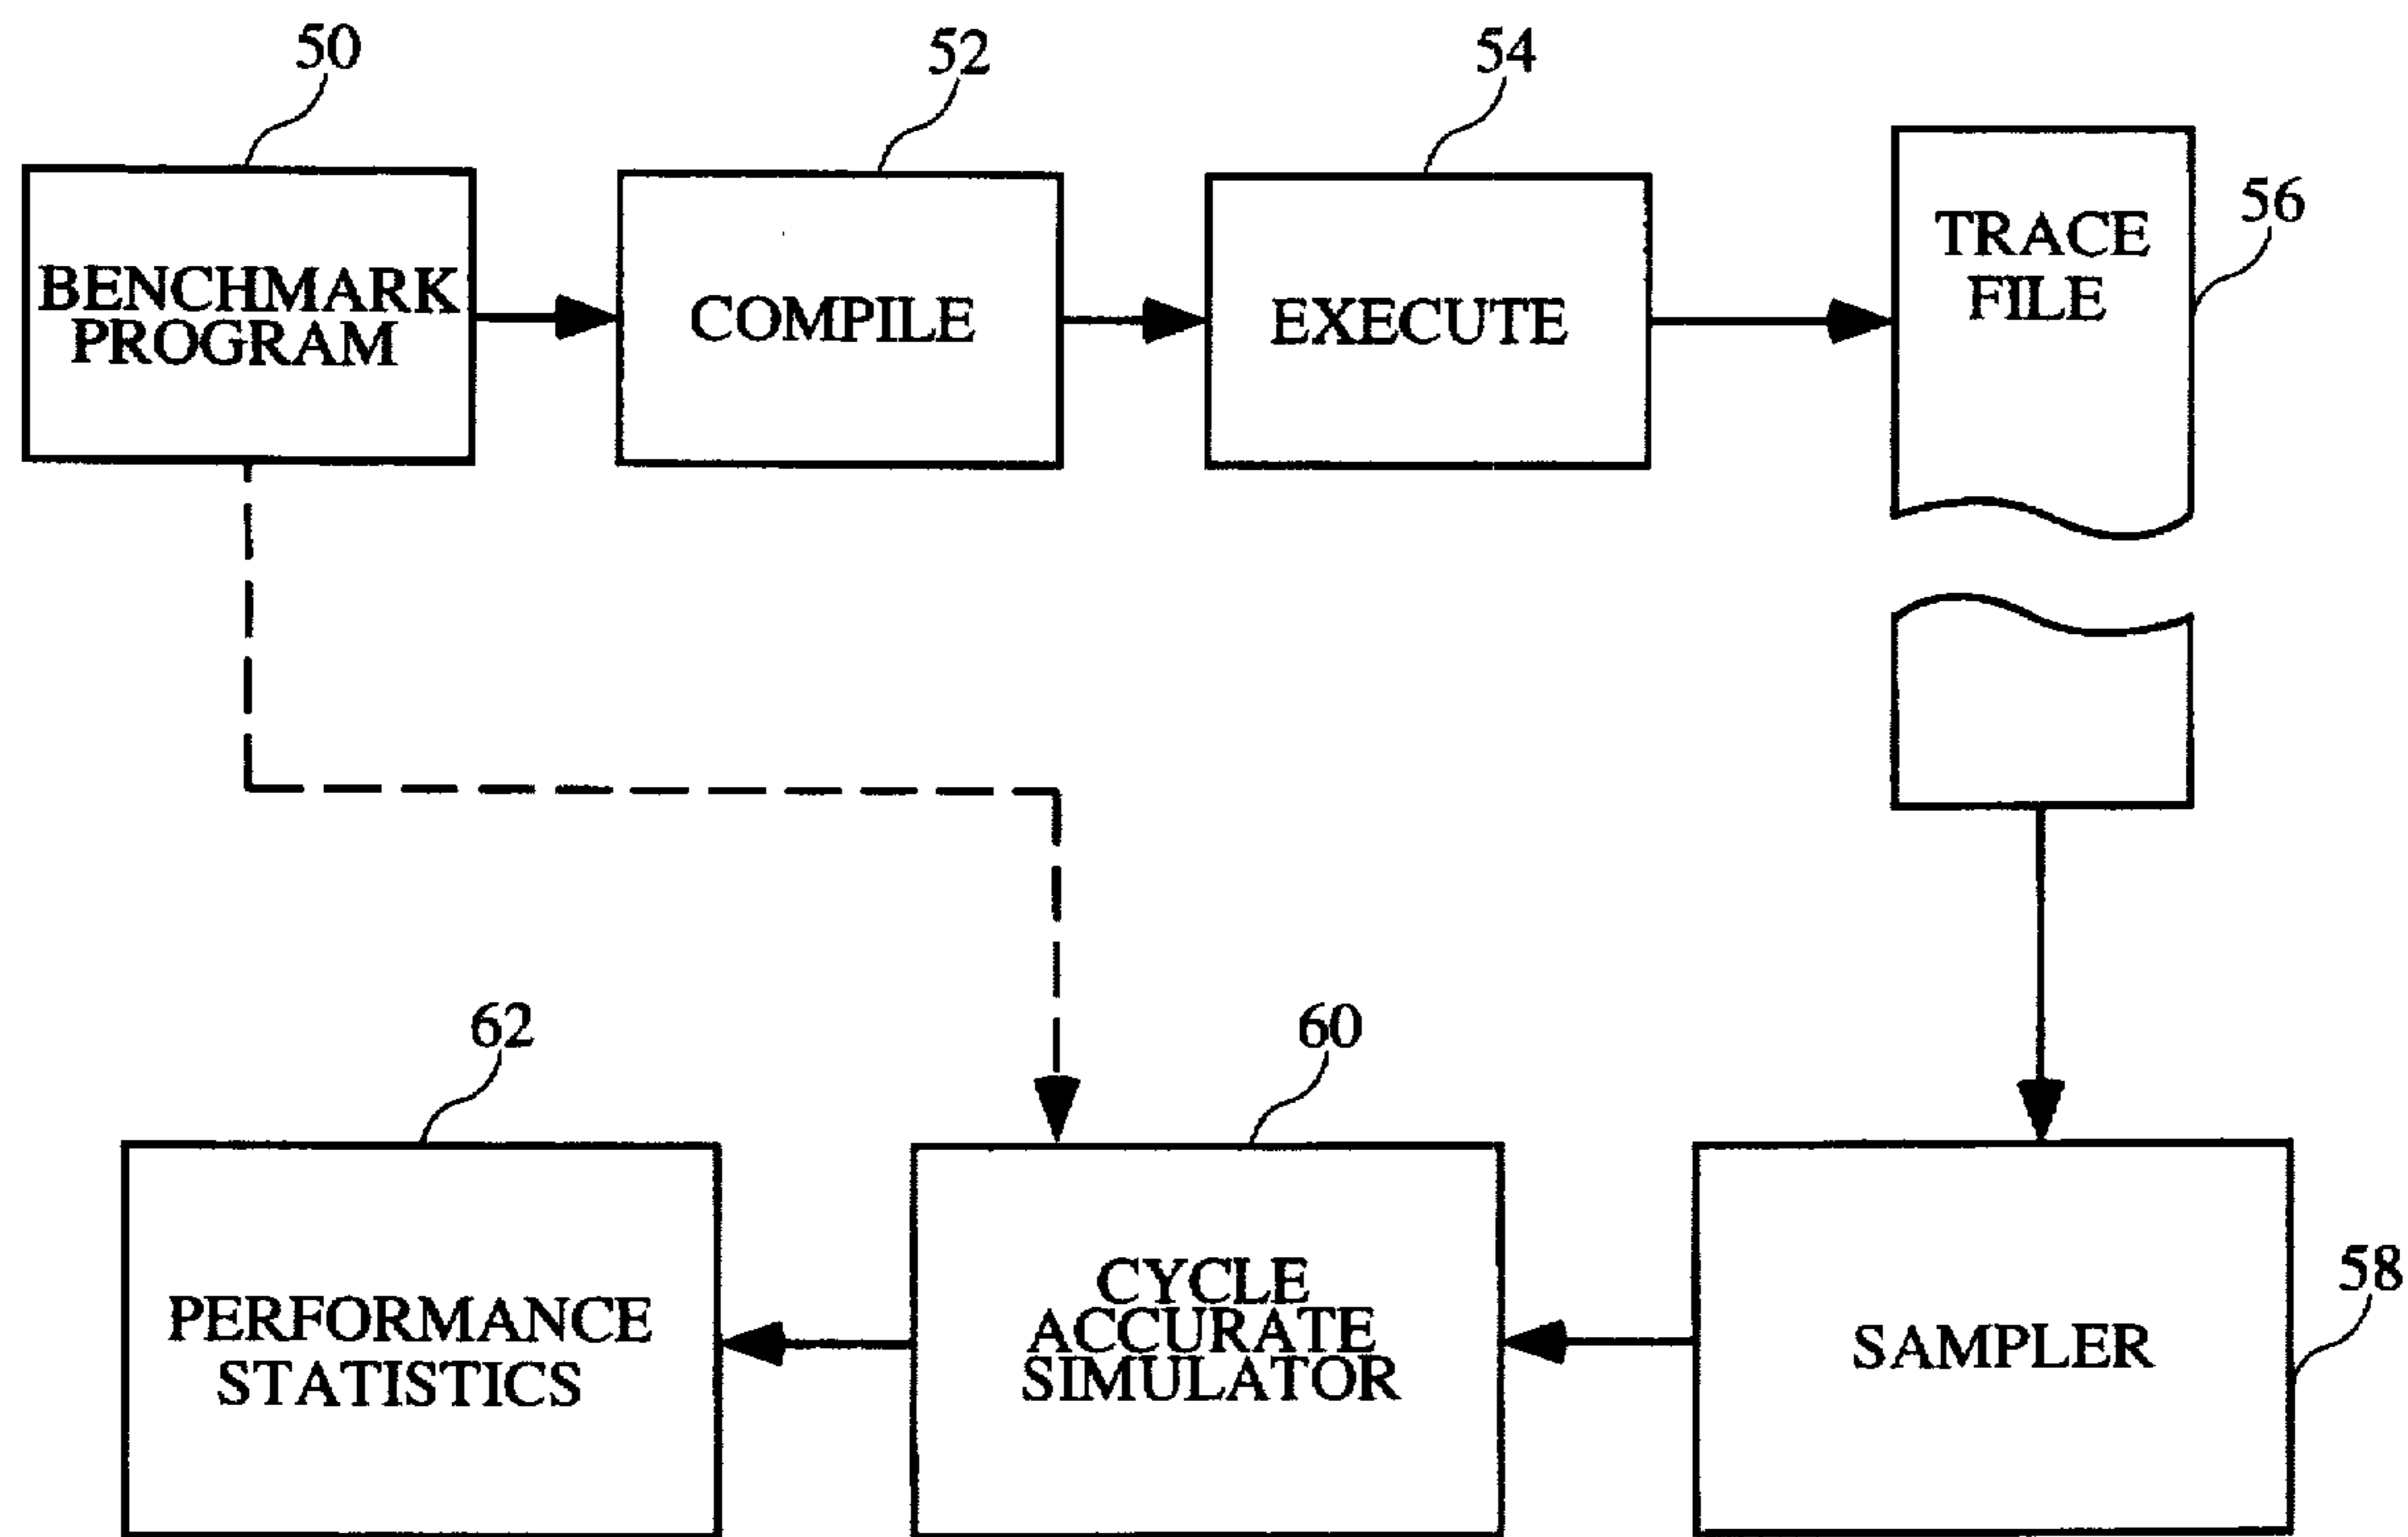 50
52
54
56
BENCHMARK
PROGRAM
COMPILE
EXECUTE
TRACE
FILE
62
60
58
PERFORMANCE
STATISTICS
CYCLE
ACCURATE
SIMULATOR
SAMPLER